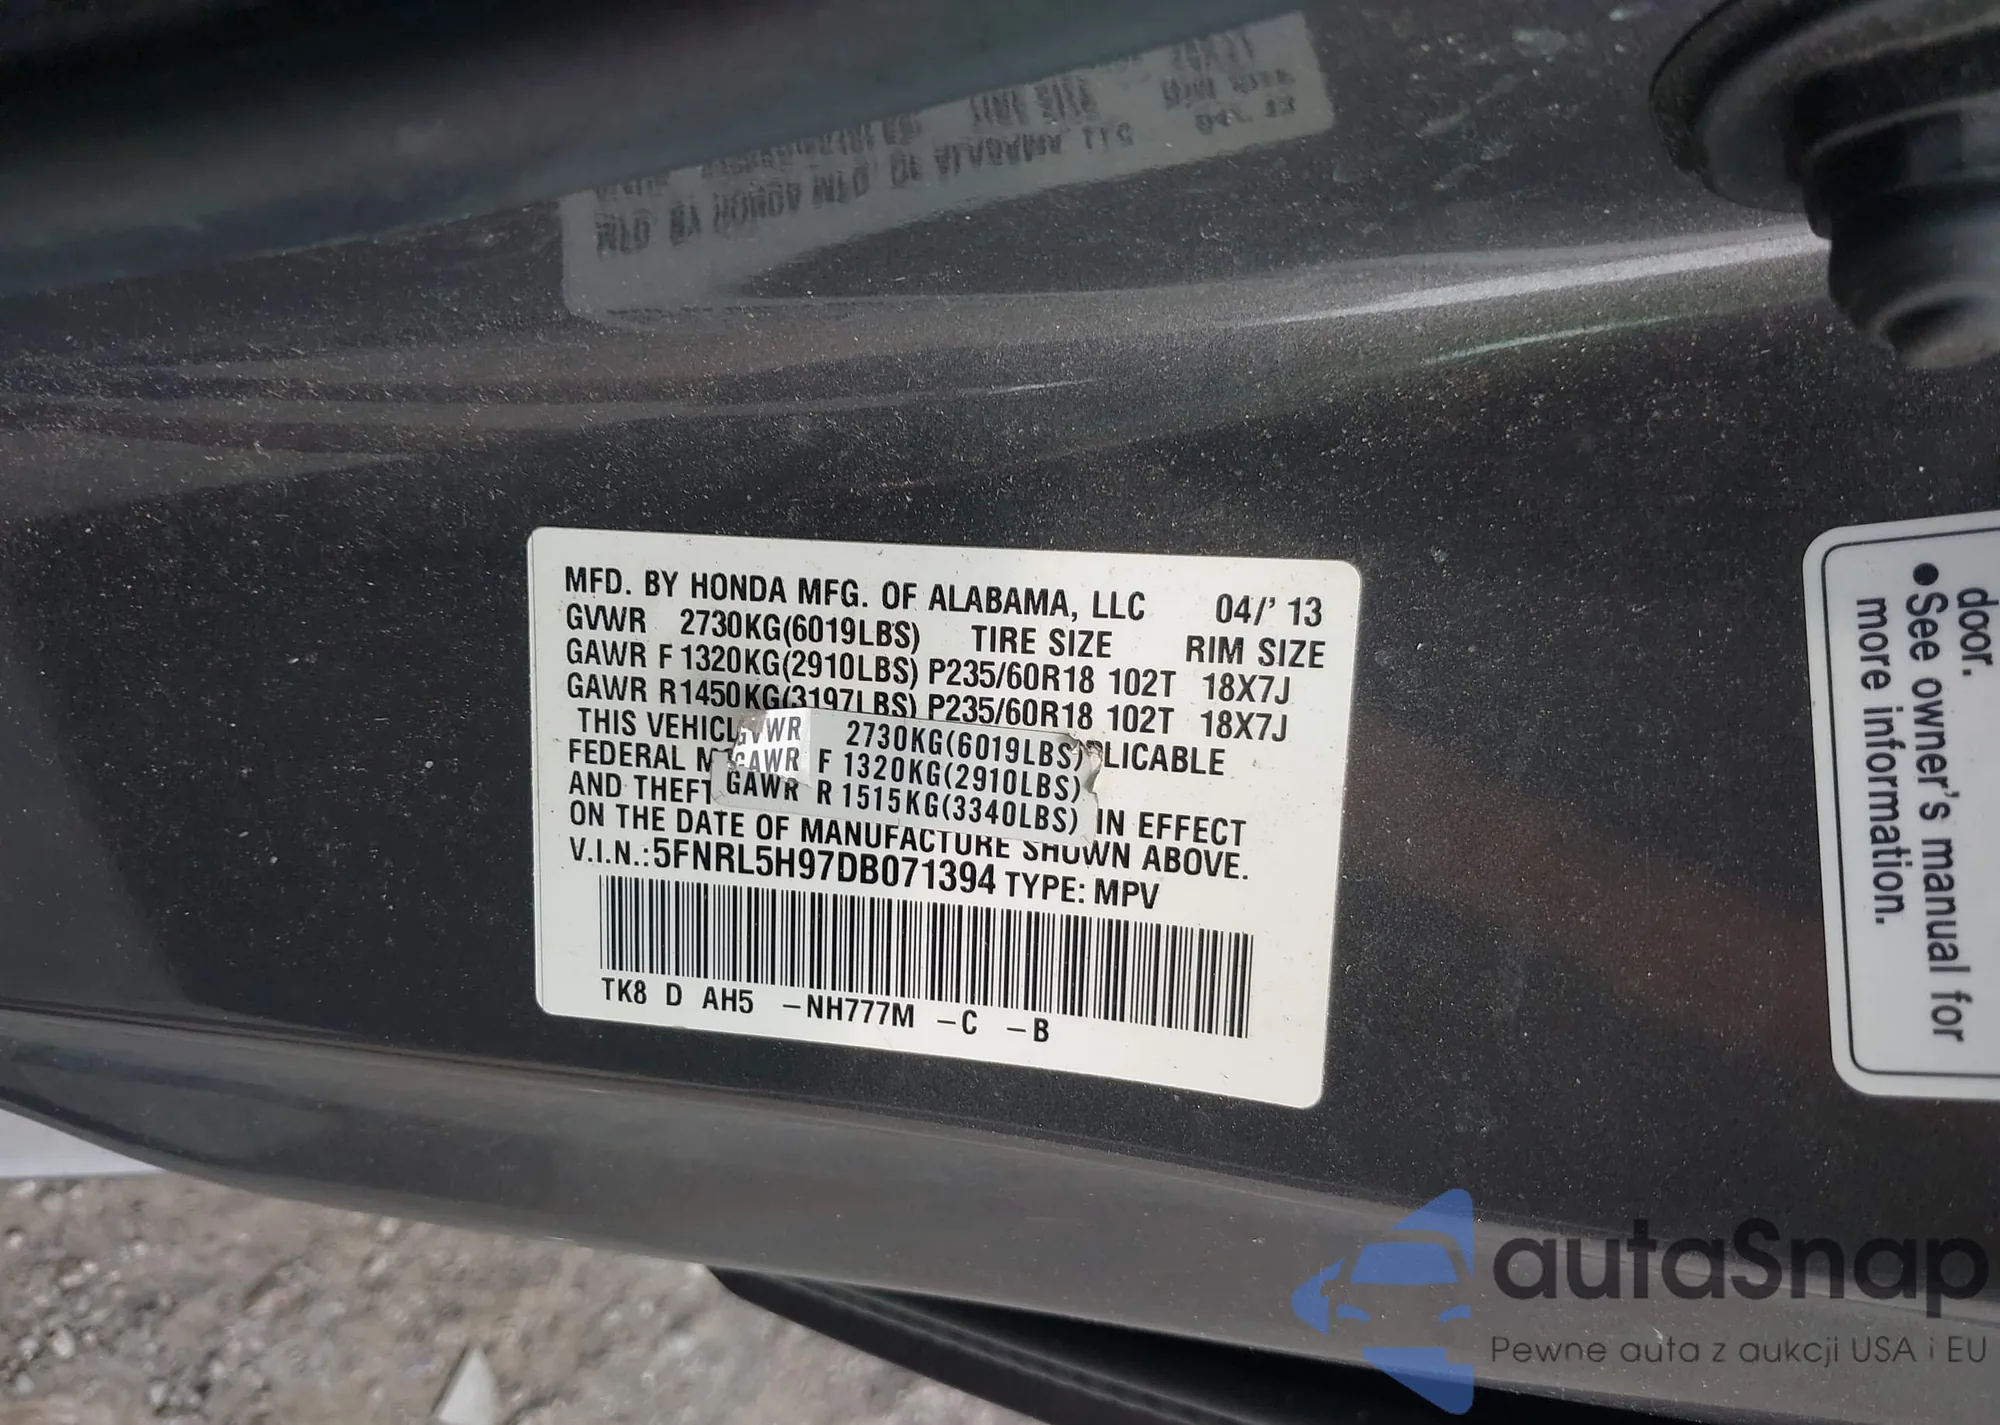 MFD. BY HONDA MFG. OF ALABAMA, LLC 04/' 13
GVWR 2730KG(6019LBS) TIRE SIZE RIM SIZE
GAWR F 1320KG(2910LBS) P235/60R18 102T 18X7J
GAWR R1450KG(3197LBS) P235/60R18 102T 18X7J
THIS VEHICL
GVWR 2730KG(6019LBS)
LICABLE
FEDERAL
GAWR F 1320KG(2910LBS)
AND THEFT
GAWR R 1515KG(3340LBS)
IN EFFECT
ON THE DATE OF MANUFACTURE SHOWN ABOVE.
V.I.N.:5FNRL5H97DB071394 TYPE: MPV
TK8 D AH5 –NH777M –C –B
door.
●See owner's manual for
more information.
autaSnap
Pewne auta z aukcji USA i EU